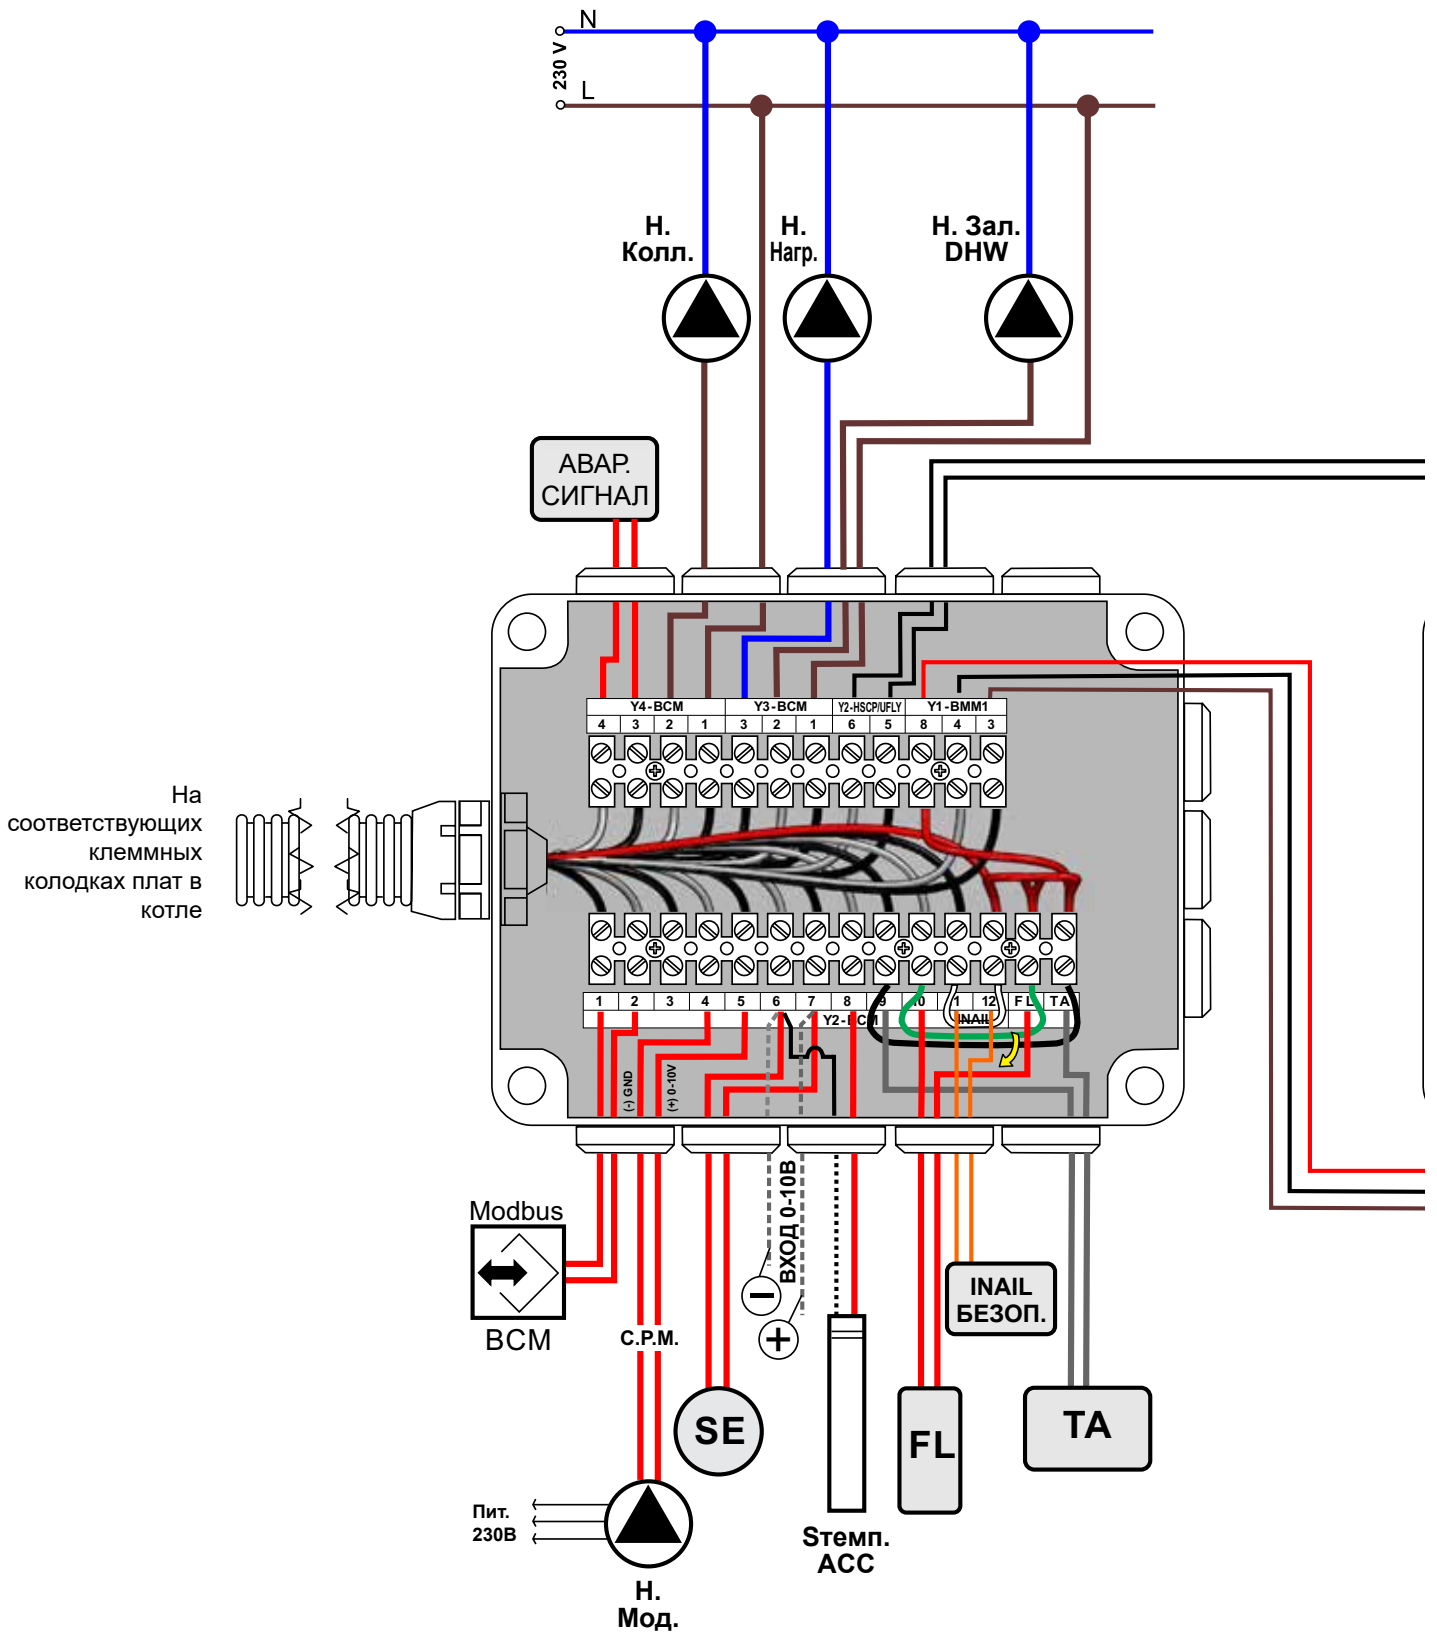 N
230 V
L
Н.
Колл.
Н.
Нагр.
Н. Зал.
DHW
АВАР.
СИГНАЛ
Y4-BCM
Y3-BCM
Y2-HSCP/UFLY
Y1-BMM1
4 3 2 1 3 2 1 6 5 8 4 3
На
соответствующих
клеммных
колодках плат в
котле
1 2 3 4 5 6 7 8 9 10 11 12 FL TA
Y2-BCM
INAIL
(-) GND
(+) 0-10V
ВХОД 0-10В
Modbus
BCM
C.P.M.
INAIL
БЕЗОП.
SE
FL
TA
Пит.
230В
Sтемп.
ACC
Н.
Мод.